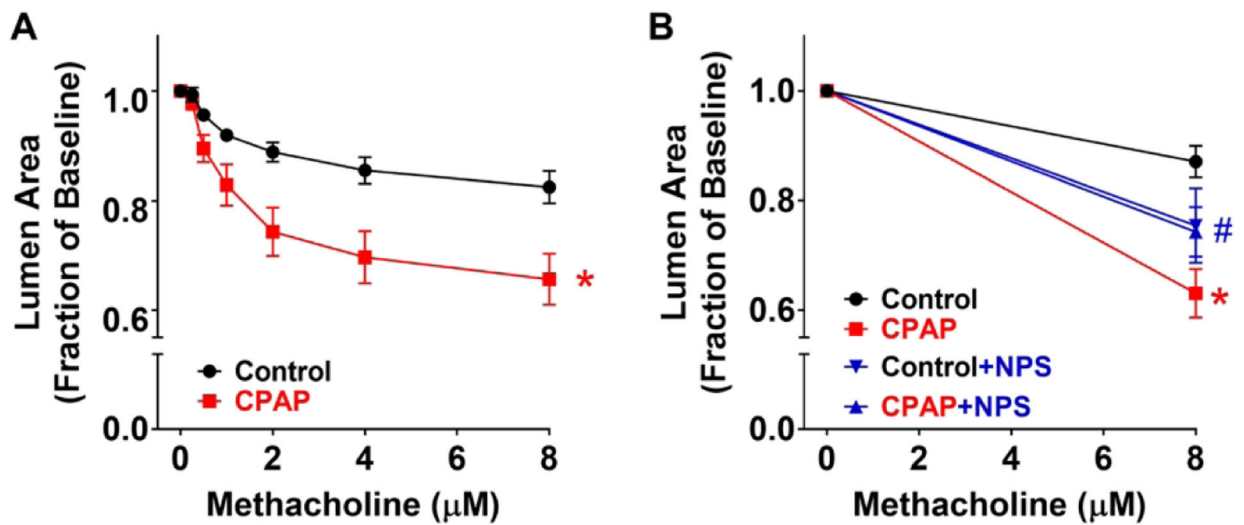 A
Lumen Area
(Fraction of Baseline)
1.0
0.8
0.6
0.0
Control
CPAP
*
0 2 4 6 8
Methacholine (μM)
B
Lumen Area
(Fraction of Baseline)
1.0
0.8
0.6
0.0
#
*
Control
CPAP
Control+NPS
CPAP+NPS
0 2 4 6 8
Methacholine (μM)